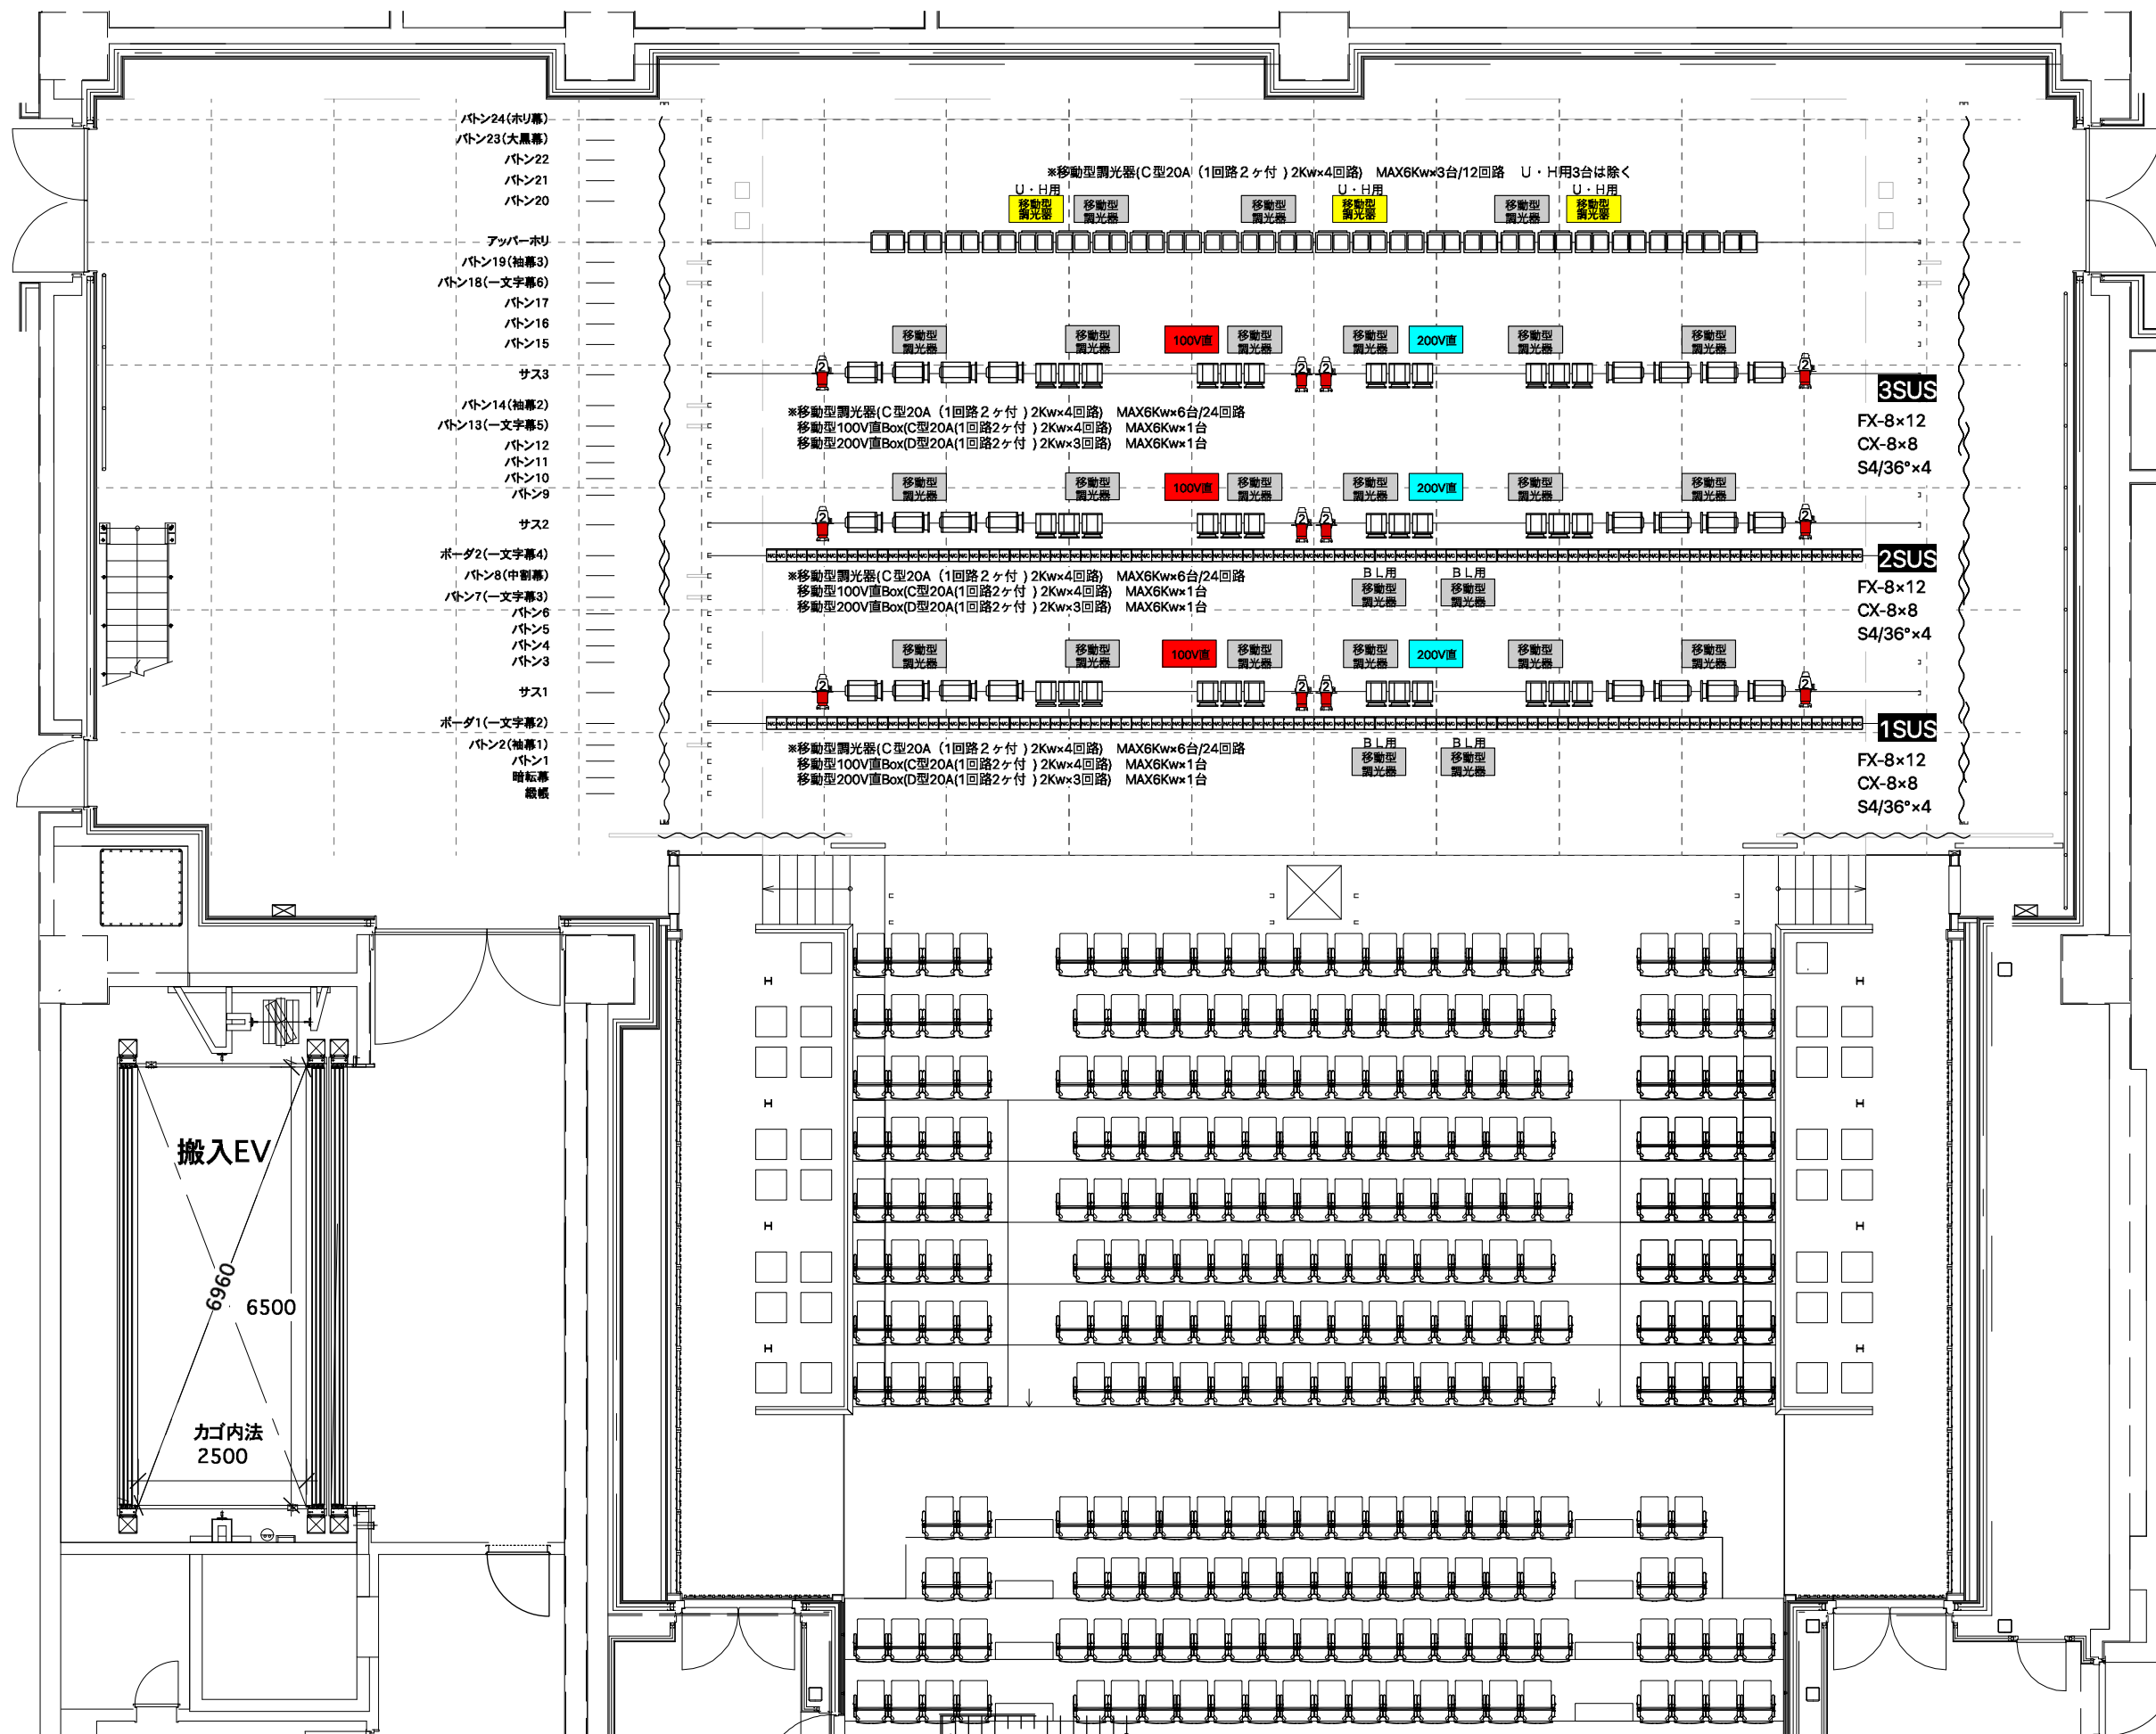 バトン24(ホリ幕)
バトン23(大黒幕)
バトン22
バトン21
バトン20
アッパーホリ
バトン19(袖幕3)
バトン18(一文字幕6)
バトン17
バトン16
バトン15
サス3
バトン14(袖幕2)
バトン13(一文字幕5)
バトン12
バトン11
バトン10
バトン9
サス2
ボーダ2(一文字幕4)
バトン8(中割幕)
バトン7(一文字幕3)
バトン6
バトン5
バトン4
バトン3
サス1
ボーダ1(一文字幕2)
バトン2(袖幕1)
バトン1
暗転幕
緞帳
※移動型調光器(C型20A(1回路2ヶ付)2Kw×4回路) MAX6Kw×3台/12回路 U・H用3台は除く
U・H用 U・H用 U・H用
移動型調光器 移動型調光器 移動型調光器 移動型調光器 移動型調光器 移動型調光器
移動型調光器 移動型調光器 100V直 移動型調光器 移動型調光器 200V直 移動型調光器 移動型調光器
2 2 2 2
3SUS
※移動型調光器(C型20A(1回路2ヶ付)2Kw×4回路) MAX6Kw×6台/24回路
移動型100V直Box(C型20A(1回路2ヶ付)2Kw×4回路) MAX6Kw×1台
移動型200V直Box(D型20A(1回路2ヶ付)2Kw×3回路) MAX6Kw×1台
FX-8×12
CX-8×8
S4/36°×4
移動型調光器 移動型調光器 100V直 移動型調光器 移動型調光器 200V直 移動型調光器 移動型調光器
2 2 2 2
2SUS
※移動型調光器(C型20A(1回路2ヶ付)2Kw×4回路) MAX6Kw×6台/24回路
移動型100V直Box(C型20A(1回路2ヶ付)2Kw×4回路) MAX6Kw×1台
移動型200V直Box(D型20A(1回路2ヶ付)2Kw×3回路) MAX6Kw×1台
BL用 BL用
移動型調光器 移動型調光器
FX-8×12
CX-8×8
S4/36°×4
移動型調光器 移動型調光器 100V直 移動型調光器 移動型調光器 200V直 移動型調光器 移動型調光器
2 2 2 2
1SUS
※移動型調光器(C型20A(1回路2ヶ付)2Kw×4回路) MAX6Kw×6台/24回路
移動型100V直Box(C型20A(1回路2ヶ付)2Kw×4回路) MAX6Kw×1台
移動型200V直Box(D型20A(1回路2ヶ付)2Kw×3回路) MAX6Kw×1台
BL用 BL用
移動型調光器 移動型調光器
FX-8×12
CX-8×8
S4/36°×4
搬入EV
6960
6500
カゴ内法
2500